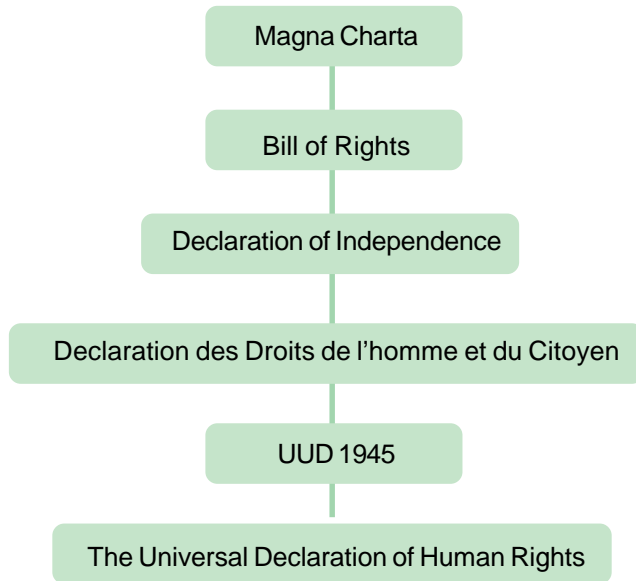 Magna Charta
Bill of Rights
Declaration of Independence
Declaration des Droits de l’homme et du Citoyen
UUD 1945
The Universal Declaration of Human Rights